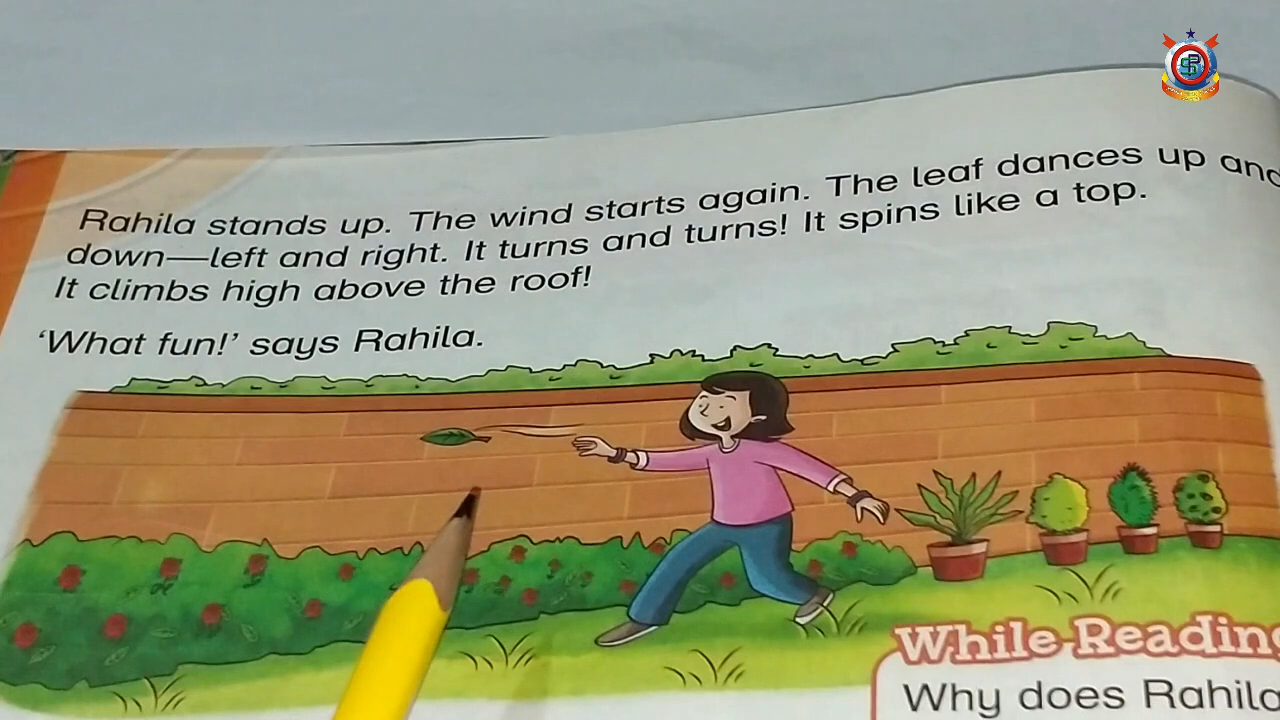 Rahila stands up. The wind starts again. The leaf dances up and
down—left and right. It turns and turns! It spins like a top.
It climbs high above the roof!
‘What fun!’ says Rahila.
While Reading
Why does Rahila